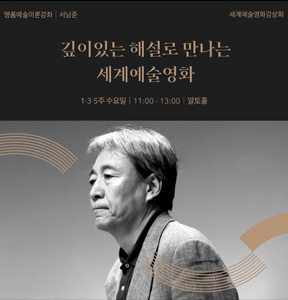 명품예술이론강좌 | 서남준
세계예술영화감상회
깊이있는 해설로 만나는
세계예술영화
1·3·5주 수요일 | 11:00 - 13:00 | 알토홀